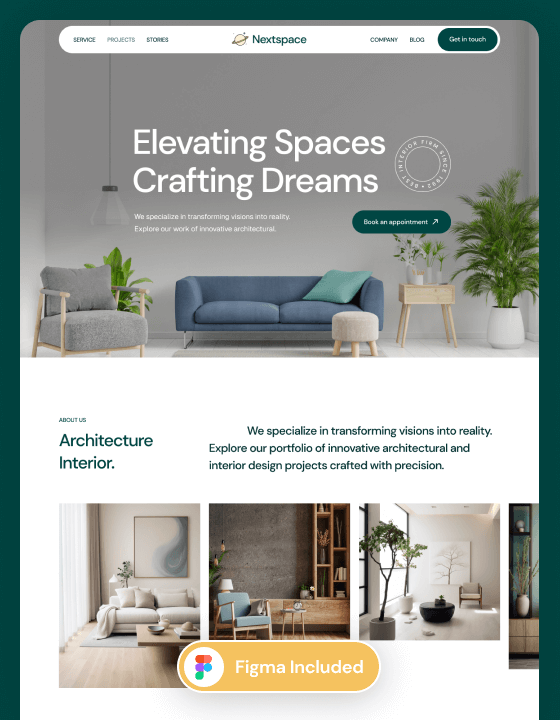 SERVICE PROJECTS STORIES Nextspace COMPANY BLOG Get in touch
Elevating Spaces
Crafting Dreams
BEST INTERIOR FIRM SINCE 1992
We specialize in transforming visions into reality.
Explore our work of innovative architectural.
Book an appointment
ABOUT US
Architecture
Interior.
We specialize in transforming visions into reality.
Explore our portfolio of innovative architectural and
interior design projects crafted with precision.
Figma Included